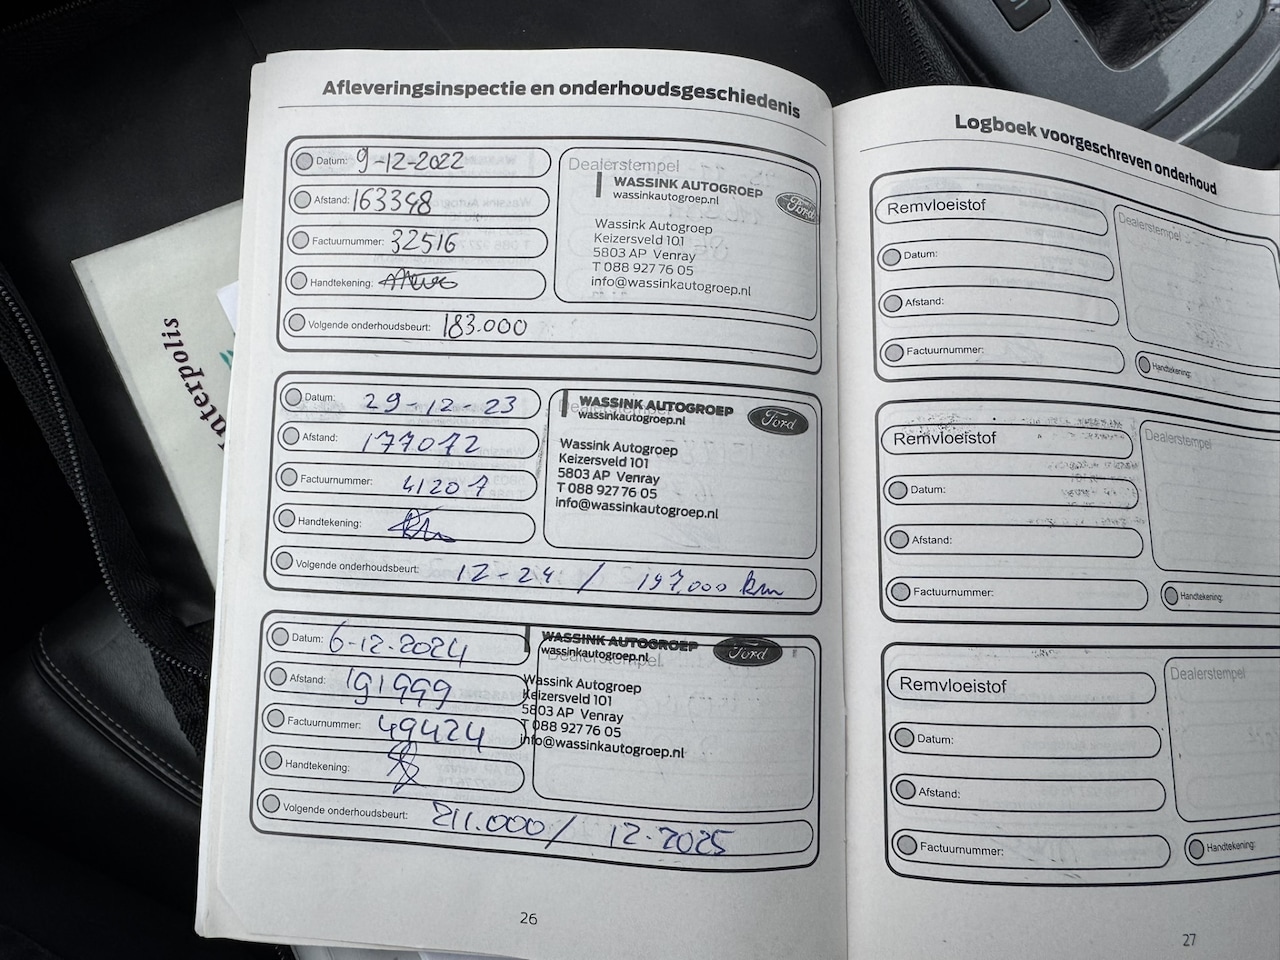 Afleveringsinspectie en onderhoudsgeschiedenis
Datum: 9-12-2022
Afstand: 163398
Factuurnummer: 32516
Handtekening:
Volgende onderhoudsbeurt: 183.000
Dealerstempel
WASSINK AUTOGROEP
wassinkautogroep.nl
Ford
Wassink Autogroep
Keizersveld 101
5803 AP Venray
T 088 927 76 05
info@wassinkautogroep.nl
Datum: 29-12-23
Afstand: 177072
Factuurnummer: 41207
Handtekening:
Volgende onderhoudsbeurt: 12-24 / 197,000 km
Dealerstempel
WASSINK AUTOGROEP
wassinkautogroep.nl
Ford
Wassink Autogroep
Keizersveld 101
5803 AP Venray
T 088 927 76 05
info@wassinkautogroep.nl
Datum: 6-12-2024
Afstand: 191999
Factuurnummer: 49424
Handtekening:
Volgende onderhoudsbeurt: 211.000 / 12-2025
Dealerstempel
WASSINK AUTOGROEP
wassinkautogroep.nl
Ford
Wassink Autogroep
Keizersveld 101
5803 AP Venray
T 088 927 76 05
info@wassinkautogroep.nl
26
Logboek voorgeschreven onderhoud
Remvloeistof
Datum:
Afstand:
Factuurnummer:
Dealerstempel
Handtekening:
Remvloeistof
Datum:
Afstand:
Factuurnummer:
Dealerstempel
Handtekening:
Remvloeistof
Datum:
Afstand:
Factuurnummer:
Dealerstempel
Handtekening:
27
nterpolis